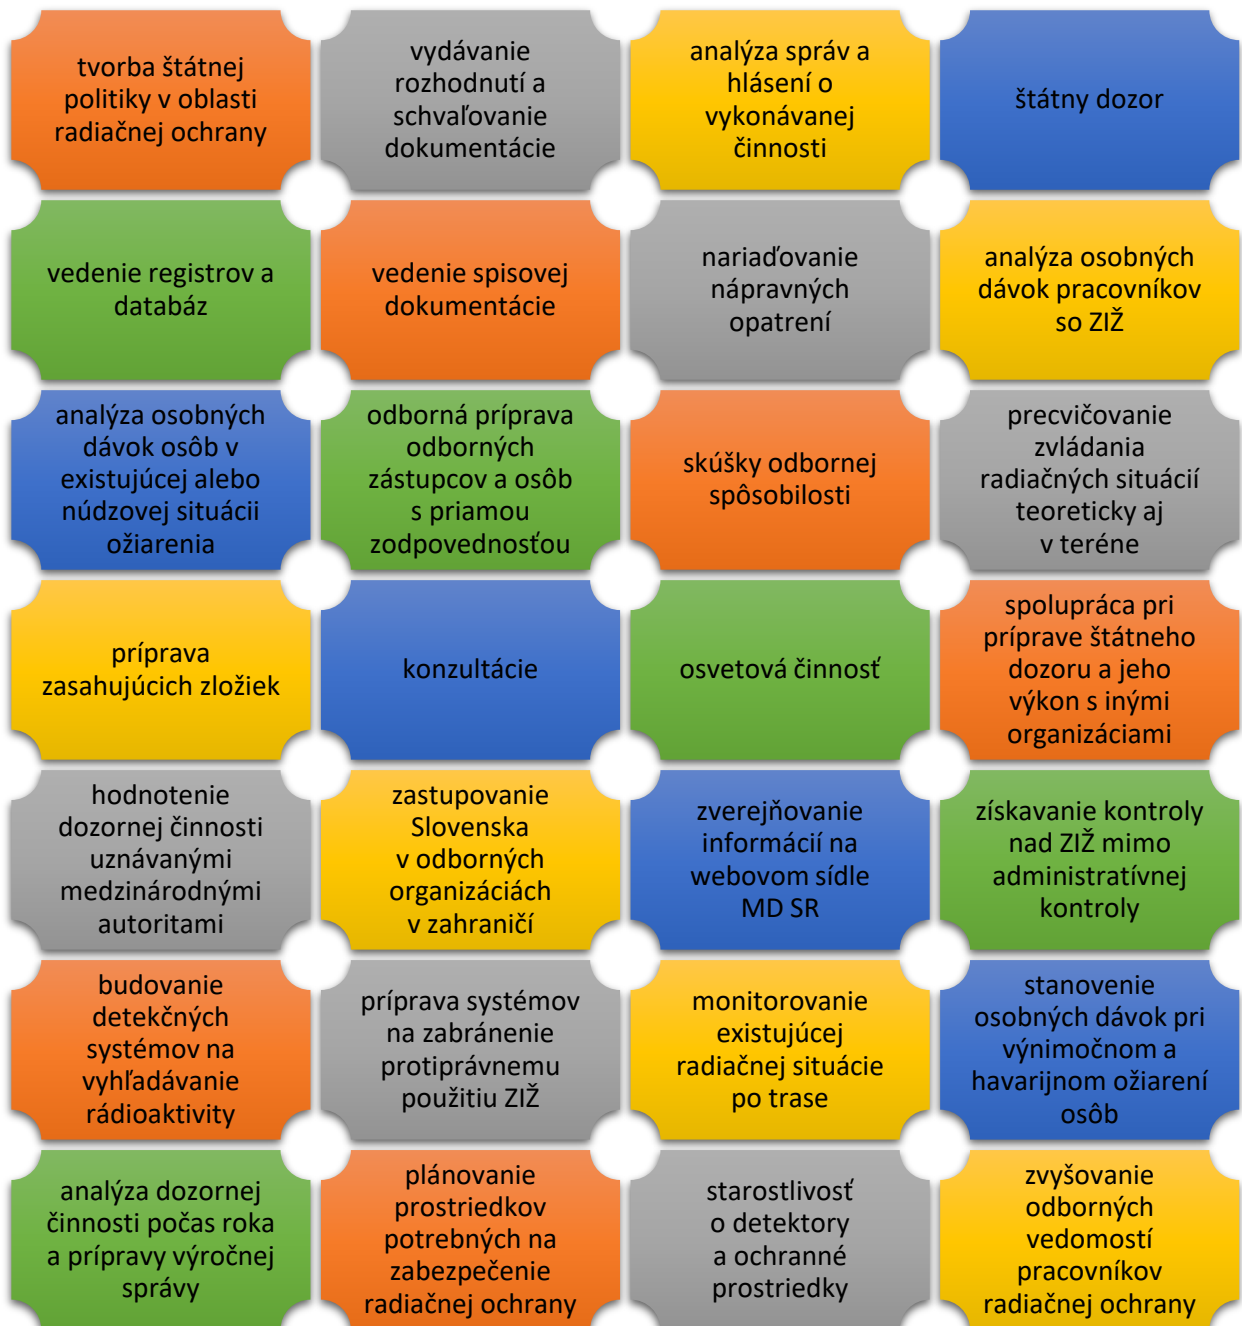 tvorba štátnej
politiky v oblasti
radiačnej ochrany
vydávanie
rozhodnutí a
schvaľovanie
dokumentácie
analýza správ a
hlásení o
vykonávanej
činnosti
štátny dozor
vedenie registrov a
databáz
vedenie spisovej
dokumentácie
nariaďovanie
nápravných
opatrení
analýza osobných
dávok pracovníkov
so ZIŽ
analýza osobných
dávok osôb v
existujúcej alebo
núdzovej situácii
ožiarenia
odborná príprava
odborných
zástupcov a osôb
s priamou
zodpovednosťou
skúšky odbornej
spôsobilosti
precvičovanie
zvládania
radiačných situácií
teoreticky aj
v teréne
príprava
zasahujúcich zložiek
konzultácie
osvetová činnosť
spolupráca pri
príprave štátneho
dozoru a jeho
výkon s inými
organizáciami
hodnotenie
dozornej činnosti
uznávanými
medzinárodnými
autoritami
zastupovanie
Slovenska
v odborných
organizáciách
v zahraničí
zverejňovanie
informácií na
webovom sídle
MD SR
získavanie kontroly
nad ZIŽ mimo
administratívnej
kontroly
budovanie
detekčných
systémov na
vyhľadávanie
rádioaktivity
príprava systémov
na zabránenie
protiprávnemu
použitiu ZIŽ
monitorovanie
existujúcej
radiačnej situácie
po trase
stanovenie
osobných dávok pri
výnimočnom a
havarijnom ožiarení
osôb
analýza dozornej
činnosti počas roka
a prípravy výročnej
správy
plánovanie
prostriedkov
potrebných na
zabezpečenie
radiačnej ochrany
starostlivosť
o detektory
a ochranné
prostriedky
zvyšovanie
odborných
vedomostí
pracovníkov
radiačnej ochrany